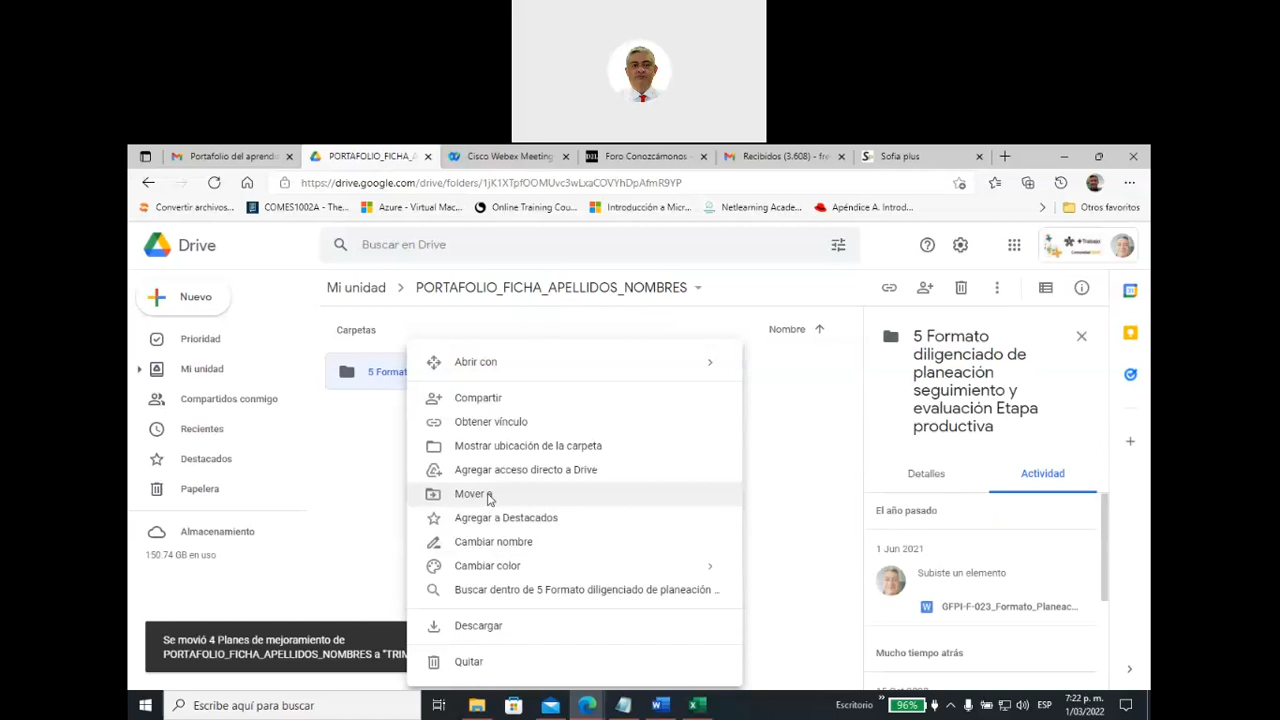 Portafolio del aprend
PORTAFOLIO_FICHA_A
Cisco Webex Meeting
Foro Conozcámonos -
Recibidos (3.608) - fre
Sofia plus
https://drive.google.com/drive/folders/1jK1XTpfOOMUvc3wLxaCOVYhDpAfmR9YP
Convertir archivos...
COMES1002A - The...
Azure - Virtual Mac...
Online Training Cou...
Introducción a Micr...
Netlearning Acade...
Apéndice A. Introd...
Otros favoritos
Drive
Buscar en Drive
+Trabajo
Nuevo
Mi unidad
PORTAFOLIO_FICHA_APELLIDOS_NOMBRES
Prioridad
Mi unidad
Compartidos conmigo
Recientes
Destacados
Papelera
Almacenamiento
150.74 GB en uso
Carpetas
Nombre
5 Format
Abrir con
Compartir
Obtener vínculo
Mostrar ubicación de la carpeta
Agregar acceso directo a Drive
Mover a
Agregar a Destacados
Cambiar nombre
Cambiar color
Buscar dentro de 5 Formato diligenciado de planeación ...
Descargar
Quitar
Se movió 4 Planes de mejoramiento de
PORTAFOLIO_FICHA_APELLIDOS_NOMBRES a "TRIM
5 Formato
diligenciado de
planeación
seguimiento y
evaluación Etapa
productiva
Detalles
Actividad
El año pasado
1 Jun 2021
Subiste un elemento
GFPI-F-023_Formato_Planeac...
Mucho tiempo atrás
Escribe aquí para buscar
Escritorio
96%
ESP
7:22 p. m.
1/03/2022